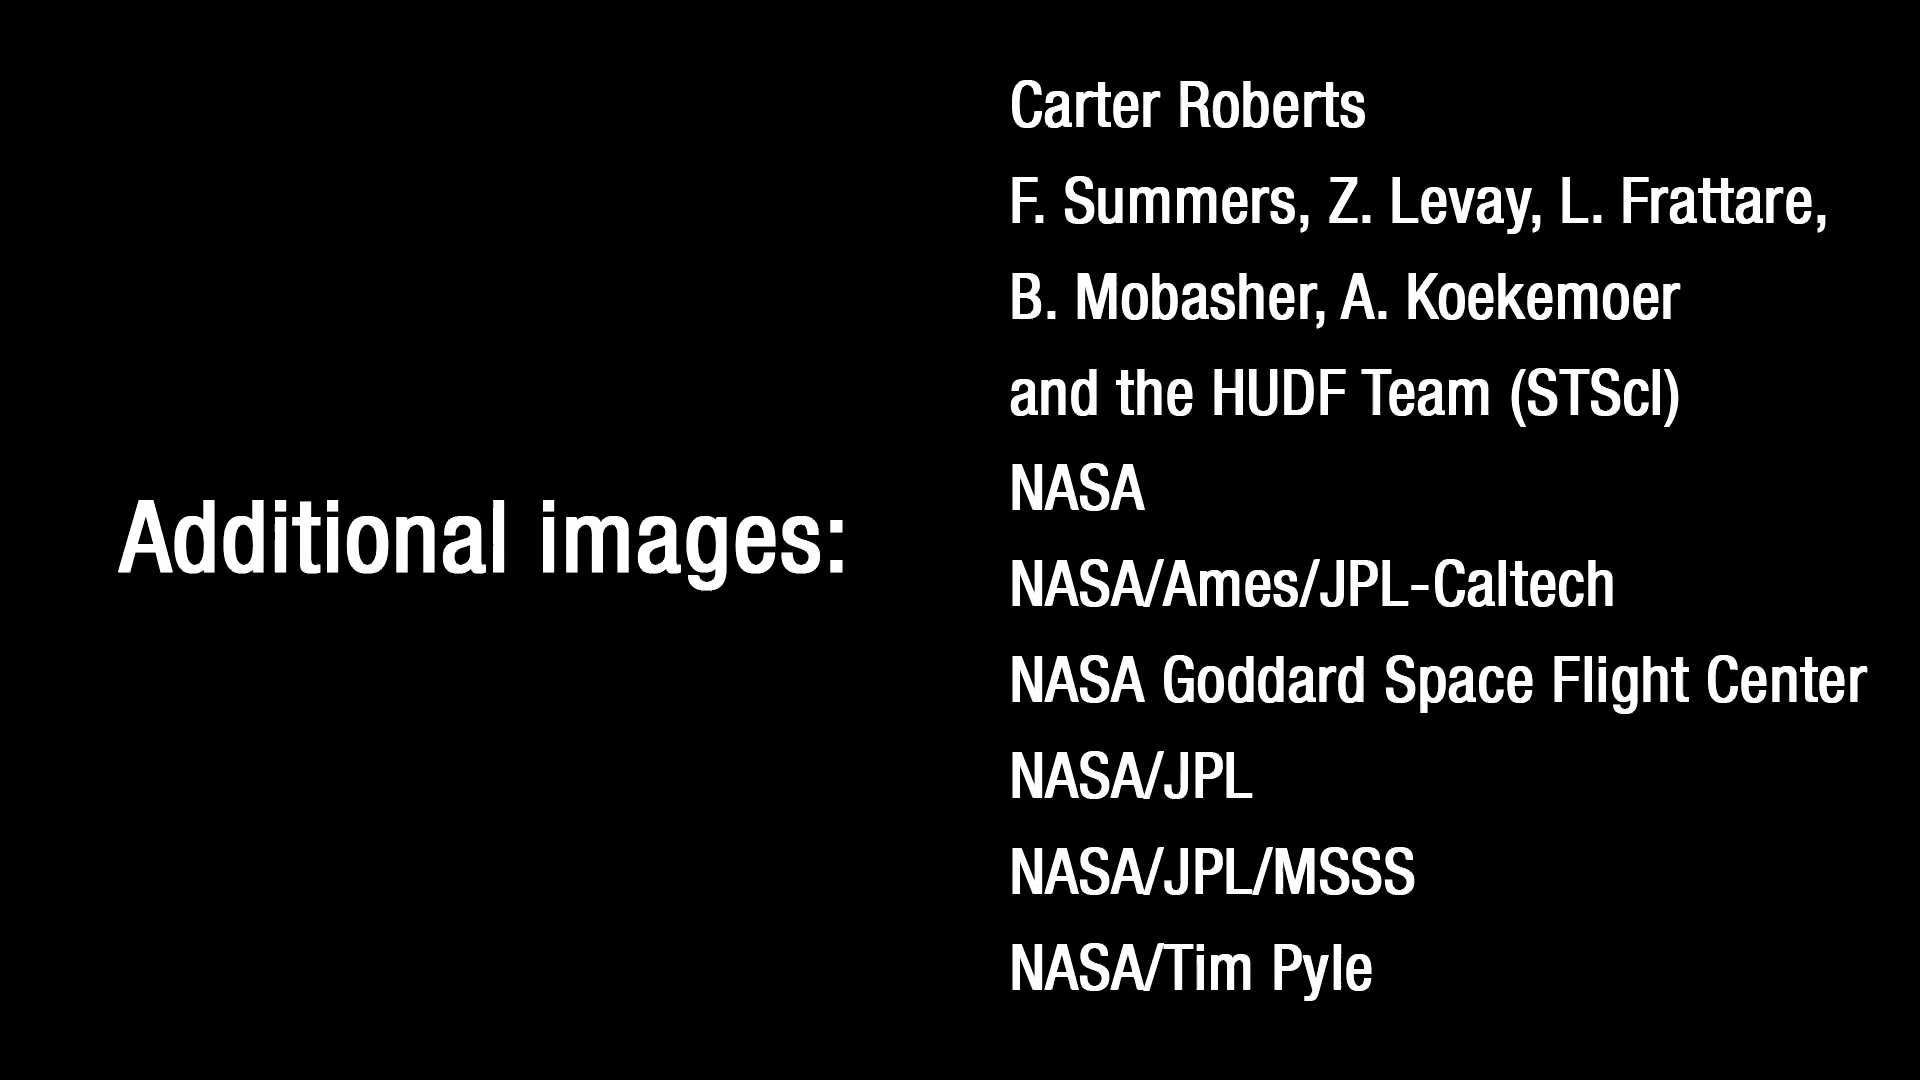 Additional images:
Carter Roberts
F. Summers, Z. Levay, L. Frattare,
B. Mobasher, A. Koekemoer
and the HUDF Team (STScI)
NASA
NASA/Ames/JPL-Caltech
NASA Goddard Space Flight Center
NASA/JPL
NASA/JPL/MSSS
NASA/Tim Pyle